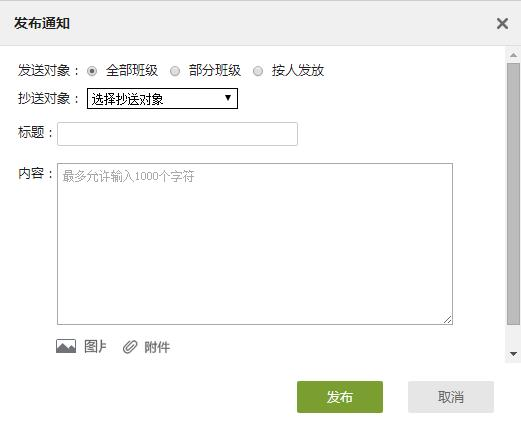 发布通知
发送对象： 全部班级 部分班级 按人发放
抄送对象： 选择抄送对象
标题：
内容： 最多允许输入1000个字符
图片 附件
发布 取消